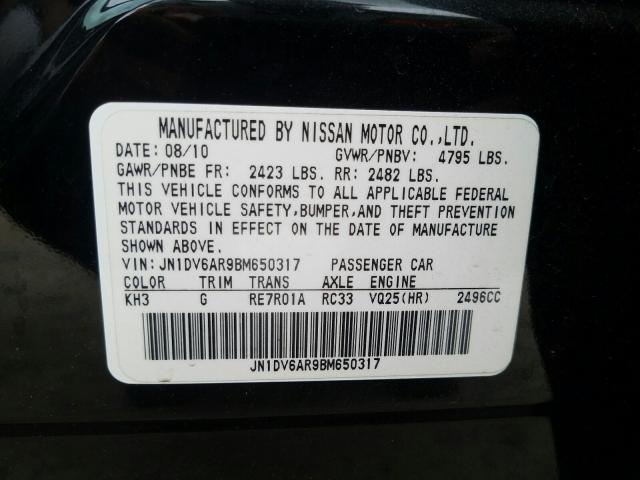 MANUFACTURED BY NISSAN MOTOR CO.,LTD.
DATE: 08/10 GVWR/PNBV: 4795 LBS.
GAWR/PNBE FR: 2423 LBS. RR: 2482 LBS.
THIS VEHICLE CONFORMS TO ALL APPLICABLE FEDERAL
MOTOR VEHICLE SAFETY,BUMPER,AND THEFT PREVENTION
STANDARDS IN EFFECT ON THE DATE OF MANUFACTURE
SHOWN ABOVE.
VIN:JN1DV6AR9BM650317 PASSENGER CAR
COLOR TRIM TRANS AXLE ENGINE
KH3 G RE7R01A RC33 VQ25(HR) 2496CC
JN1DV6AR9BM650317